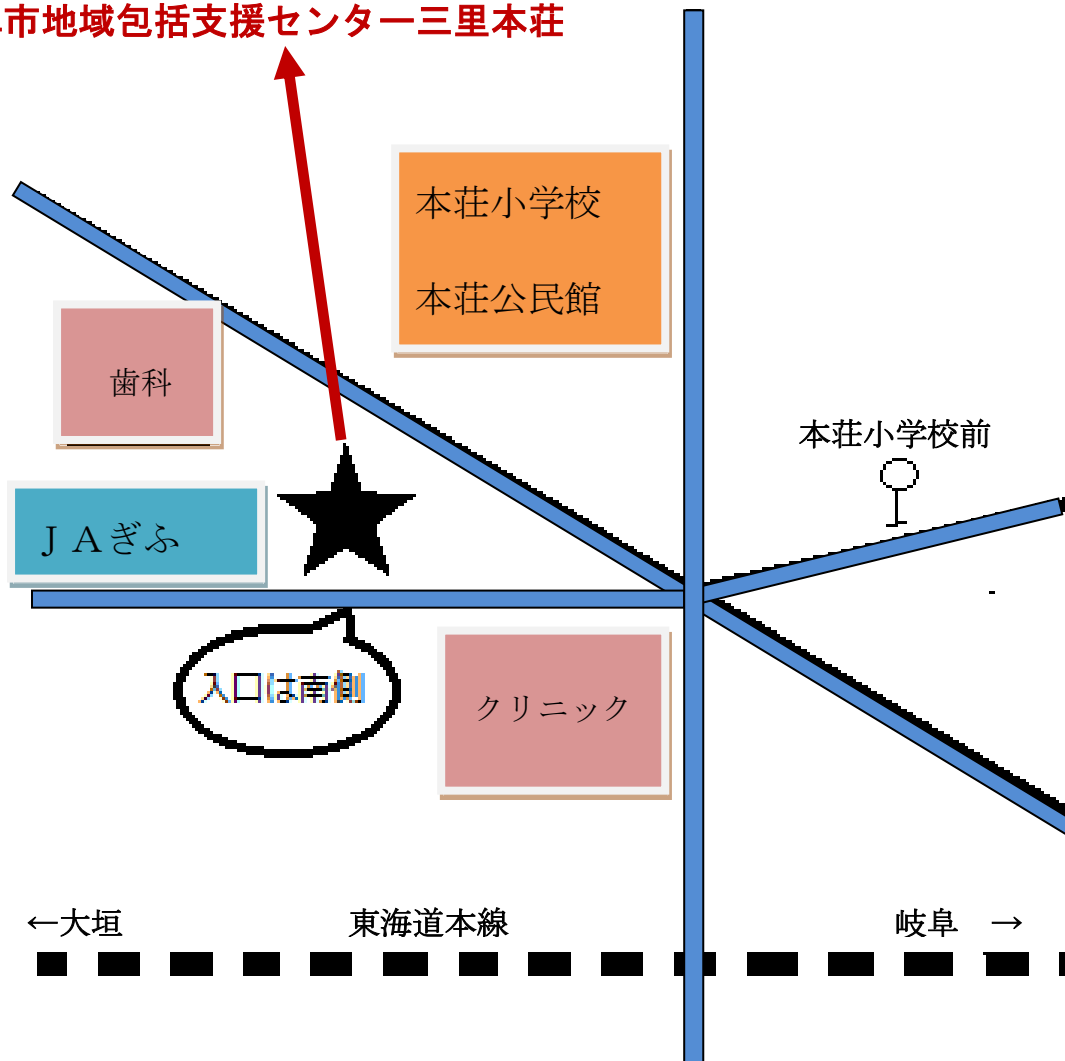 市地域包括支援センター三里本荘
本荘小学校
本荘公民館
歯科
本荘小学校前
ＪＡぎふ
入口は南側
クリニック
←大垣
東海道本線
岐阜　→